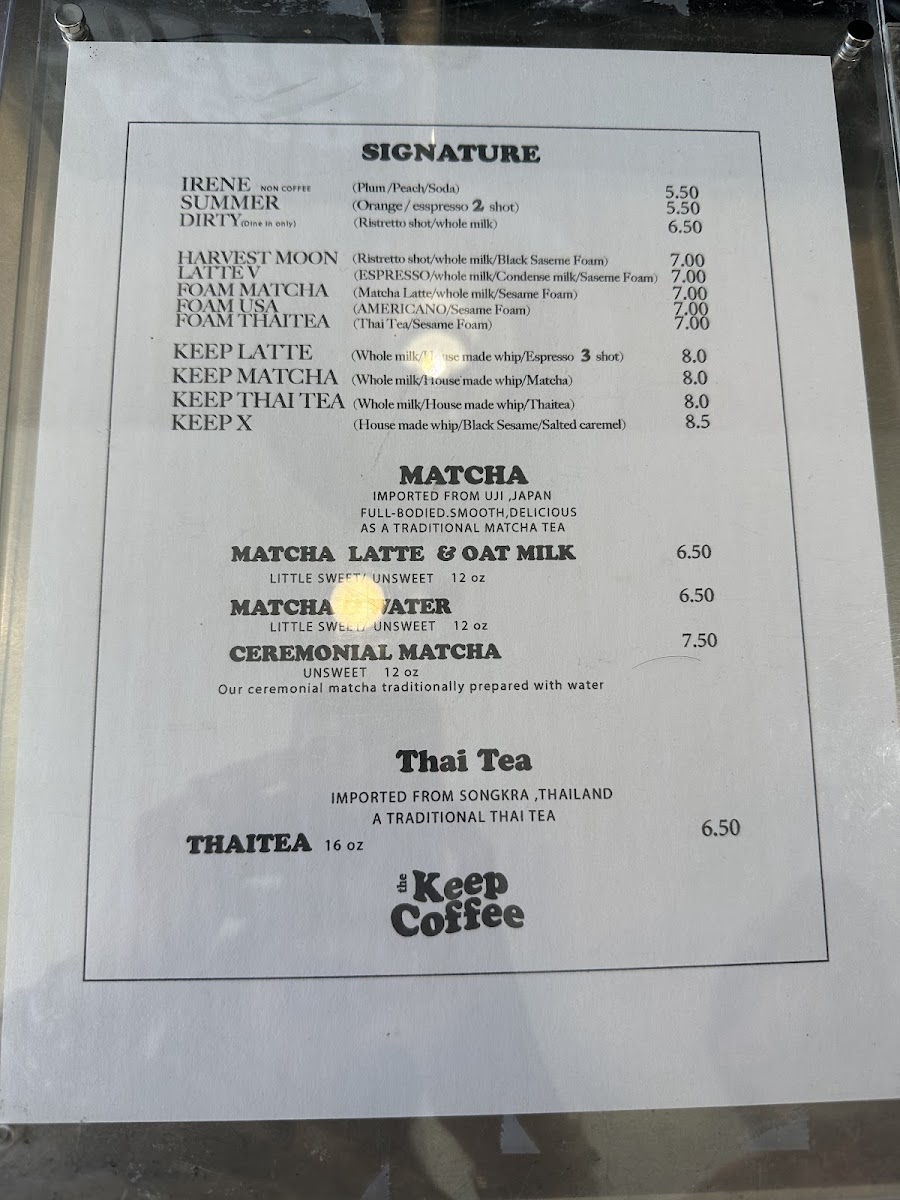 SIGNATURE
IRENE NON COFFEE (Plum/Peach/Soda) 5.50
SUMMER (Orange/ esspresso 2 shot) 5.50
DIRTY(Dine in only) (Ristretto shot/whole milk) 6.50
HARVEST MOON (Ristretto shot/whole milk/Black Saseme Foam) 7.00
LATTE V (ESPRESSO/whole milk/Condense milk/Saseme Foam) 7.00
FOAM MATCHA (Matcha Latte/whole milk/Sesame Foam) 7.00
FOAM USA (AMERICANO/Sesame Foam) 7.00
FOAM THAITEA (Thai Tea/Sesame Foam) 7.00
KEEP LATTE (Whole milk/House made whip/Espresso 3 shot) 8.0
KEEP MATCHA (Whole milk/House made whip/Matcha) 8.0
KEEP THAI TEA (Whole milk/House made whip/Thaitea) 8.0
KEEP X (House made whip/Black Sesame/Salted caremel) 8.5
MATCHA
IMPORTED FROM UJI ,JAPAN
FULL-BODIED.SMOOTH,DELICIOUS
AS A TRADITIONAL MATCHA TEA
MATCHA LATTE & OAT MILK 6.50
LITTLE SWEET/ UNSWEET 12 oz
MATCHA WATER 6.50
LITTLE SWEET/ UNSWEET 12 oz
CEREMONIAL MATCHA 7.50
UNSWEET 12 oz
Our ceremonial matcha traditionally prepared with water
Thai Tea
IMPORTED FROM SONGKRA ,THAILAND
A TRADITIONAL THAI TEA
THAITEA 16 oz 6.50
the Keep
Coffee